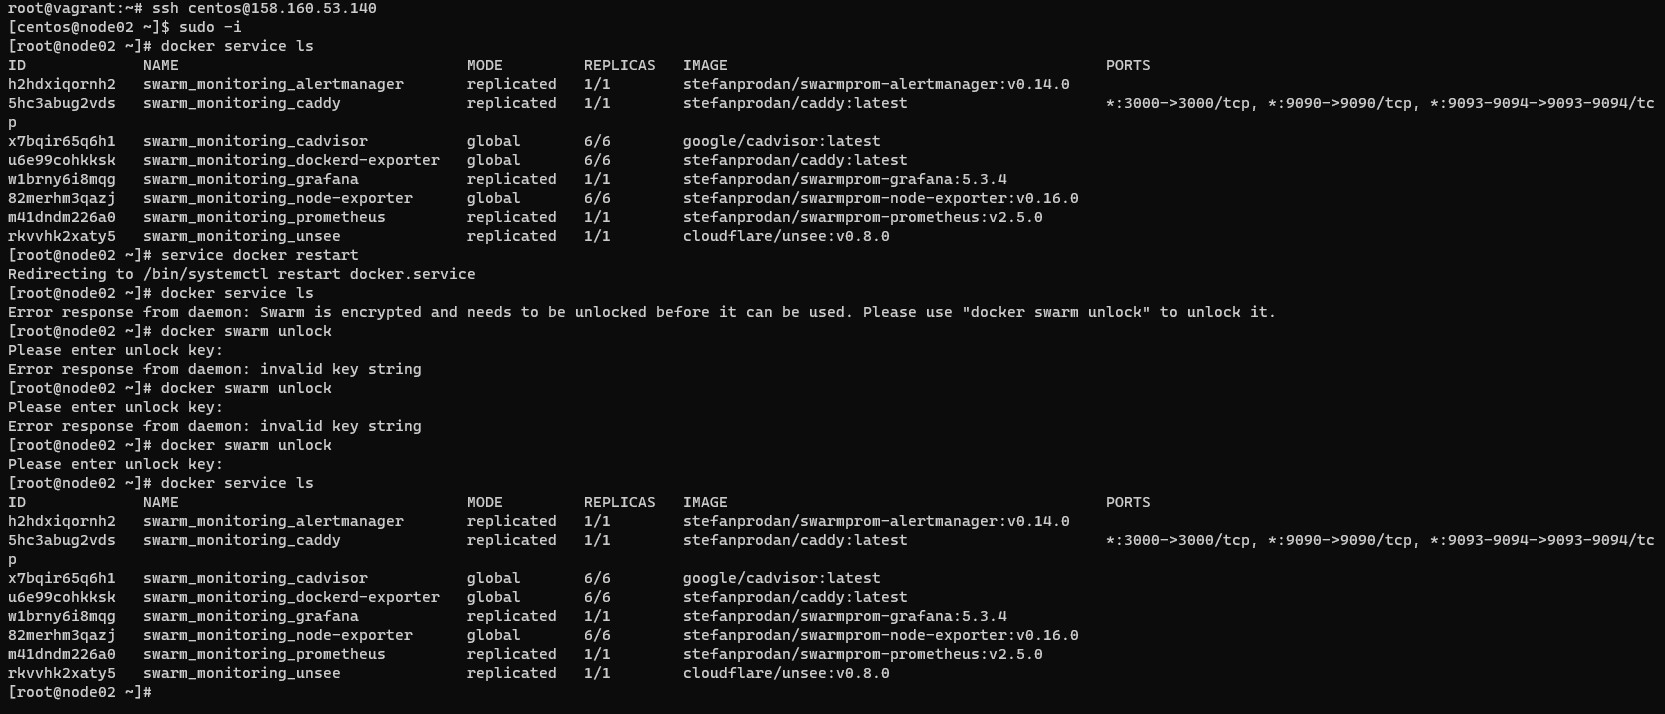 root@vagrant:~# ssh centos@158.160.53.140
[centos@node02 ~]$ sudo -i
[root@node02 ~]# docker service ls
ID             NAME                                MODE         REPLICAS   IMAGE                                          PORTS
h2hdxiqornh2   swarm_monitoring_alertmanager       replicated   1/1        stefanprodan/swarmprom-alertmanager:v0.14.0
5hc3abug2vds   swarm_monitoring_caddy              replicated   1/1        stefanprodan/caddy:latest                      *:3000->3000/tcp, *:9090->9090/tcp, *:9093-9094->9093-9094/tc
p
x7bqir65q6h1   swarm_monitoring_cadvisor           global       6/6        google/cadvisor:latest
u6e99cohkksk   swarm_monitoring_dockerd-exporter   global       6/6        stefanprodan/caddy:latest
w1brny6i8mqg   swarm_monitoring_grafana            replicated   1/1        stefanprodan/swarmprom-grafana:5.3.4
82merhm3qazj   swarm_monitoring_node-exporter      global       6/6        stefanprodan/swarmprom-node-exporter:v0.16.0
m41dndm226a0   swarm_monitoring_prometheus         replicated   1/1        stefanprodan/swarmprom-prometheus:v2.5.0
rkvvhk2xaty5   swarm_monitoring_unsee              replicated   1/1        cloudflare/unsee:v0.8.0
[root@node02 ~]# service docker restart
Redirecting to /bin/systemctl restart docker.service
[root@node02 ~]# docker service ls
Error response from daemon: Swarm is encrypted and needs to be unlocked before it can be used. Please use "docker swarm unlock" to unlock it.
[root@node02 ~]# docker swarm unlock
Please enter unlock key:
Error response from daemon: invalid key string
[root@node02 ~]# docker swarm unlock
Please enter unlock key:
Error response from daemon: invalid key string
[root@node02 ~]# docker swarm unlock
Please enter unlock key:
[root@node02 ~]# docker service ls
ID             NAME                                MODE         REPLICAS   IMAGE                                          PORTS
h2hdxiqornh2   swarm_monitoring_alertmanager       replicated   1/1        stefanprodan/swarmprom-alertmanager:v0.14.0
5hc3abug2vds   swarm_monitoring_caddy              replicated   1/1        stefanprodan/caddy:latest                      *:3000->3000/tcp, *:9090->9090/tcp, *:9093-9094->9093-9094/tc
p
x7bqir65q6h1   swarm_monitoring_cadvisor           global       6/6        google/cadvisor:latest
u6e99cohkksk   swarm_monitoring_dockerd-exporter   global       6/6        stefanprodan/caddy:latest
w1brny6i8mqg   swarm_monitoring_grafana            replicated   1/1        stefanprodan/swarmprom-grafana:5.3.4
82merhm3qazj   swarm_monitoring_node-exporter      global       6/6        stefanprodan/swarmprom-node-exporter:v0.16.0
m41dndm226a0   swarm_monitoring_prometheus         replicated   1/1        stefanprodan/swarmprom-prometheus:v2.5.0
rkvvhk2xaty5   swarm_monitoring_unsee              replicated   1/1        cloudflare/unsee:v0.8.0
[root@node02 ~]#